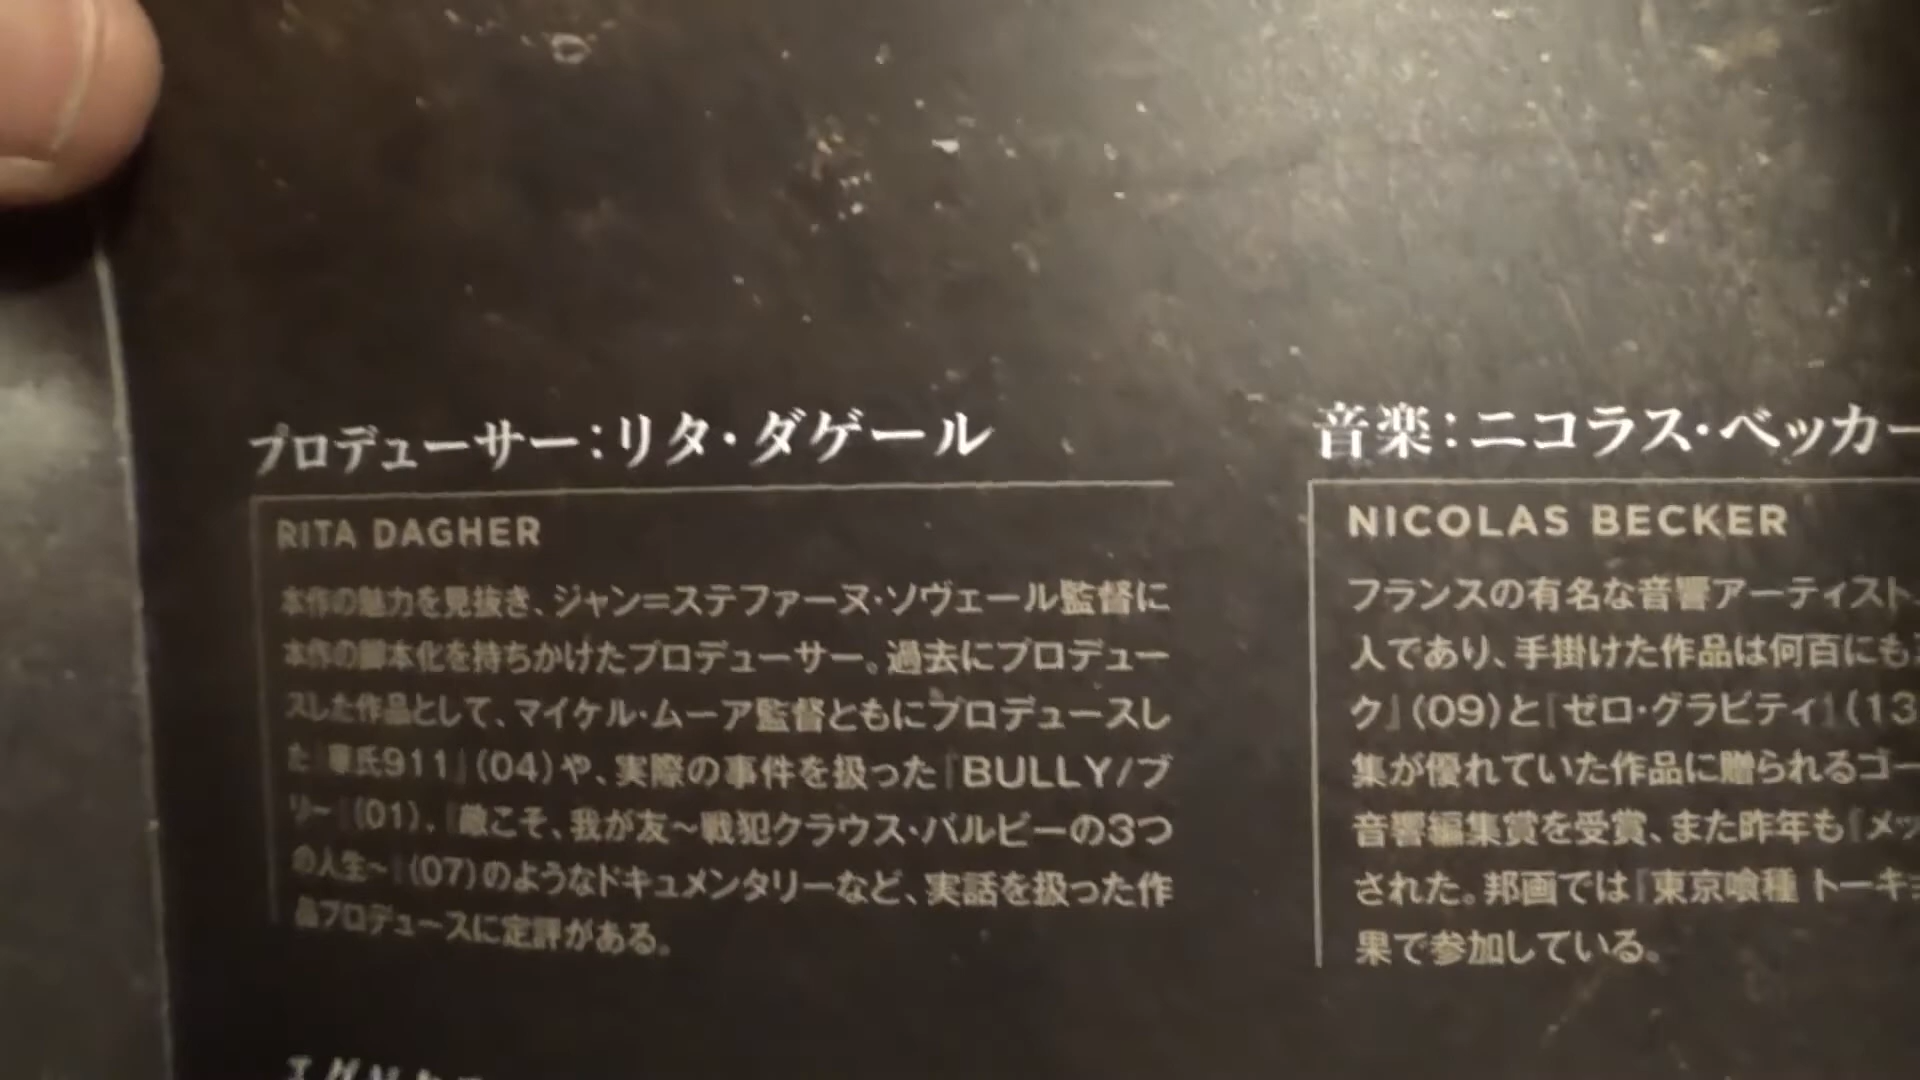 プロデューサー：リタ・ダゲール
RITA DAGHER
本作の魅力を見抜き、ジャン=ステファーヌ・ソヴェール監督に
本作の脚本化を持ちかけたプロデューサー。過去にプロデュー
スした作品として、マイケル・ムーア監督ともにプロデュースし
た『華氏911』(04)や、実際の事件を扱った『BULLY/ブ
リー』(01)、『敵こそ、我が友～戦犯クラウス・バルビーの3つ
の人生～』(07)のようなドキュメンタリーなど、実話を扱った作
品プロデュースに定評がある。
音楽：ニコラス・ベッカー
NICOLAS BECKER
フランスの有名な音響アーティスト、
人であり、手掛けた作品は何百にも
ク』(09)と『ゼロ・グラビティ』(13
集が優れていた作品に贈られるゴー
音響編集賞を受賞、また昨年も『メッ
された。邦画では『東京喰種 トーキョ
果で参加している。